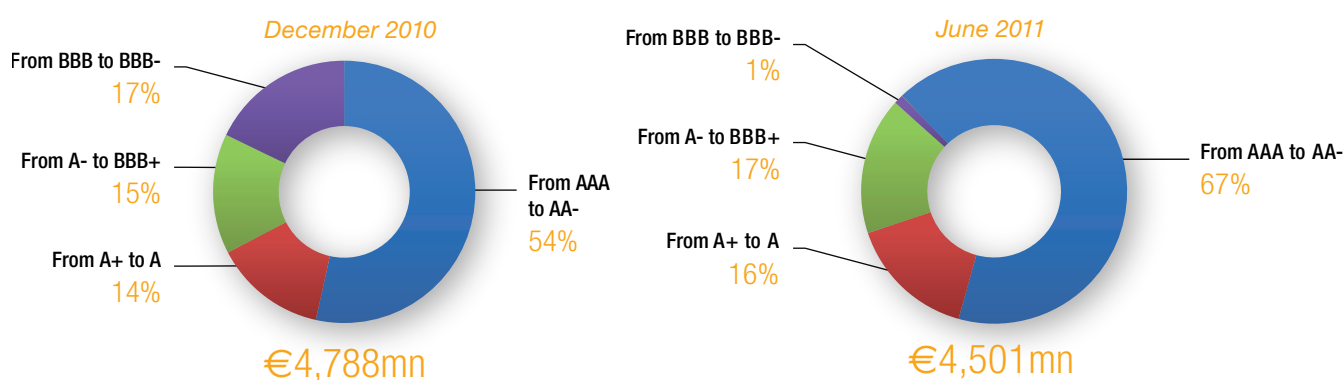 December 2010
From BBB to BBB-
17%
From A- to BBB+
15%
From A+ to A
14%
From AAA
to AA-
54%
€4,788mn
June 2011
From BBB to BBB-
1%
From A- to BBB+
17%
From A+ to A
16%
From AAA to AA-
67%
€4,501mn